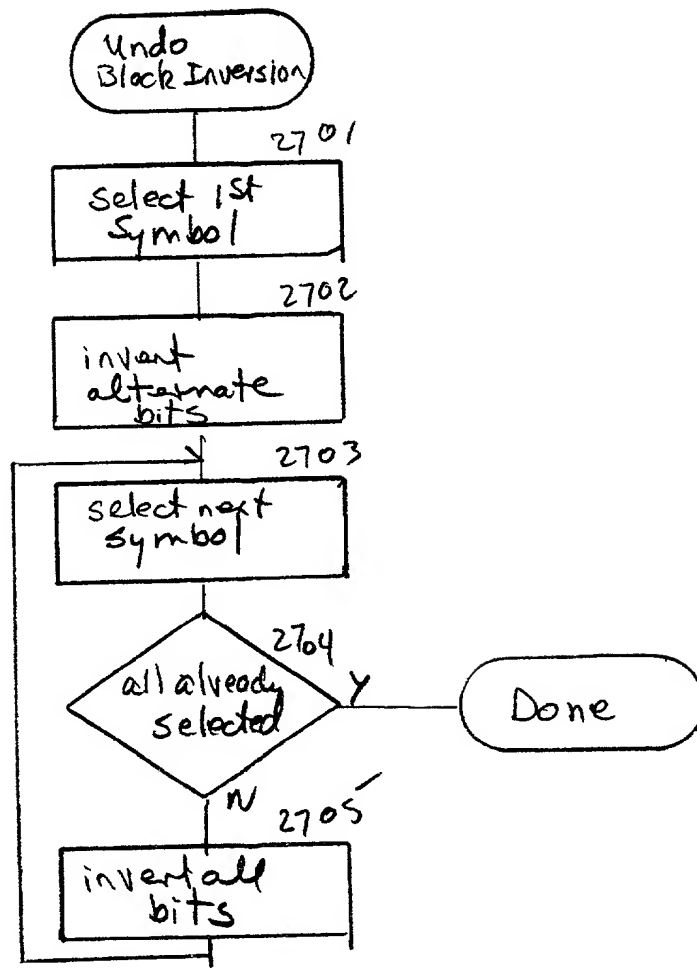 Undo
Block Inversion
2701
select 1st
symbol
2702
invert
alternate
bits
2703
select next
symbol
2704
all already
selected
Y
Done
N
2705
invert all
bits